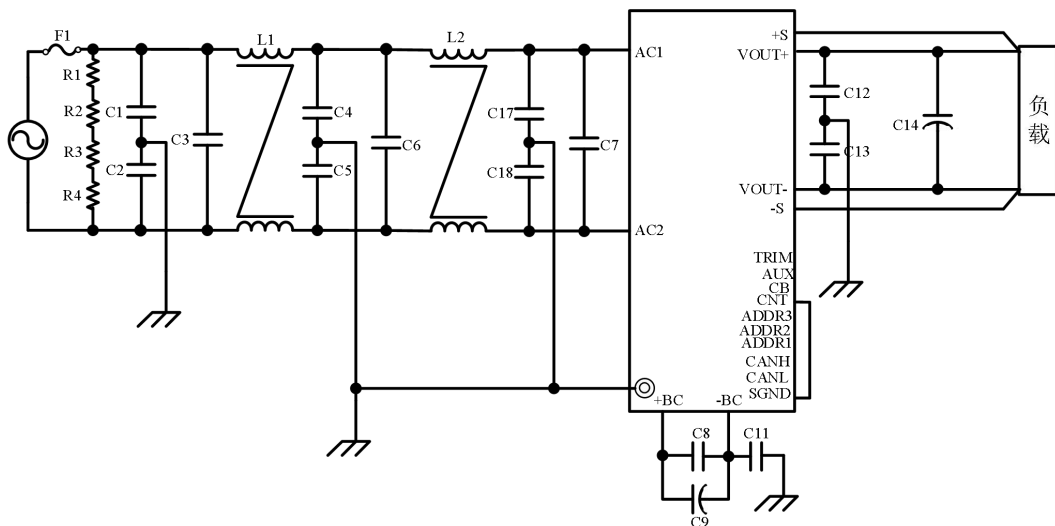 F1
R1
R2
R3
R4
C1
C2
C3
L1
C4
C5
C6
L2
C17
C18
C7
AC1
AC2
+S
VOUT+
VOUT-
-S
TRIM
AUX
CB
CNT
ADDR3
ADDR2
ADDR1
CANH
CANL
SGND
+BC
-BC
C8
C9
C11
C12
C13
C14
负载